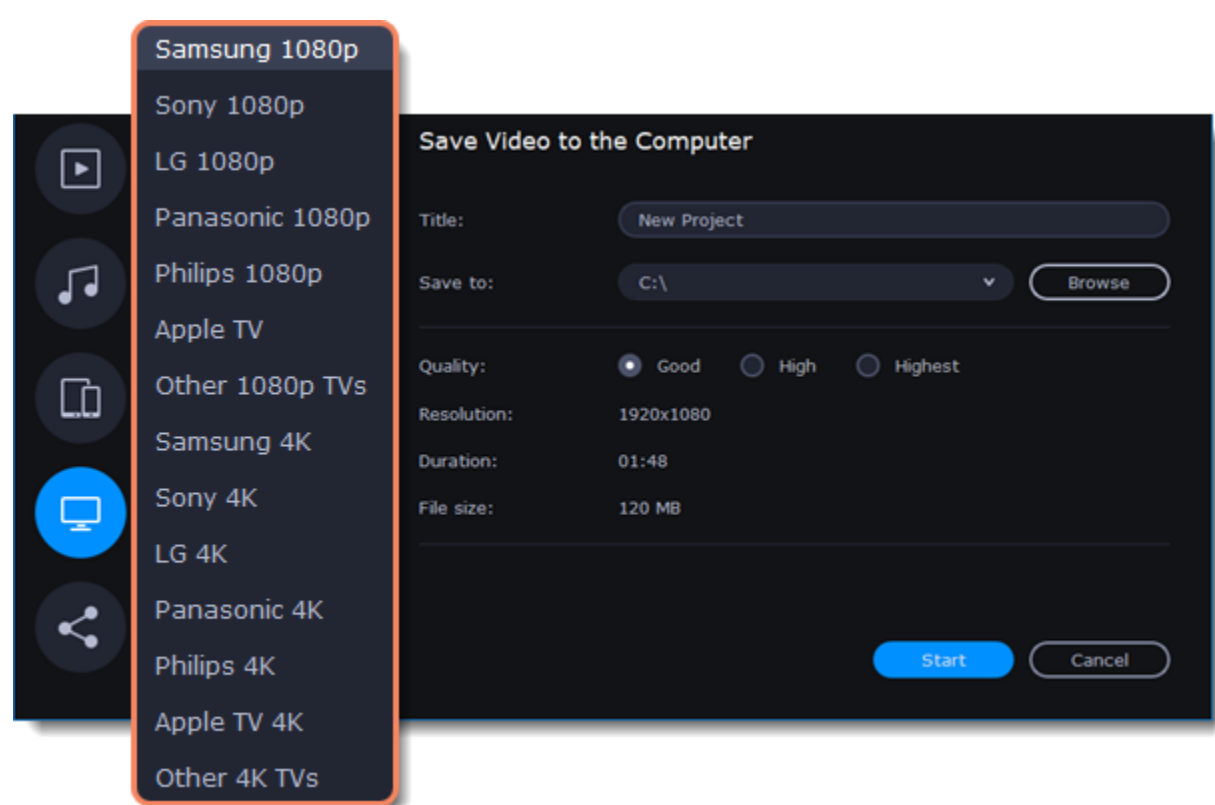 Samsung 1080p
Sony 1080p
LG 1080p
Panasonic 1080p
Philips 1080p
Apple TV
Other 1080p TVs
Samsung 4K
Sony 4K
LG 4K
Panasonic 4K
Philips 4K
Apple TV 4K
Other 4K TVs
Save Video to the Computer
Title: New Project
Save to: C:\ Browse
Quality: Good High Highest
Resolution: 1920x1080
Duration: 01:48
File size: 120 MB
Start Cancel